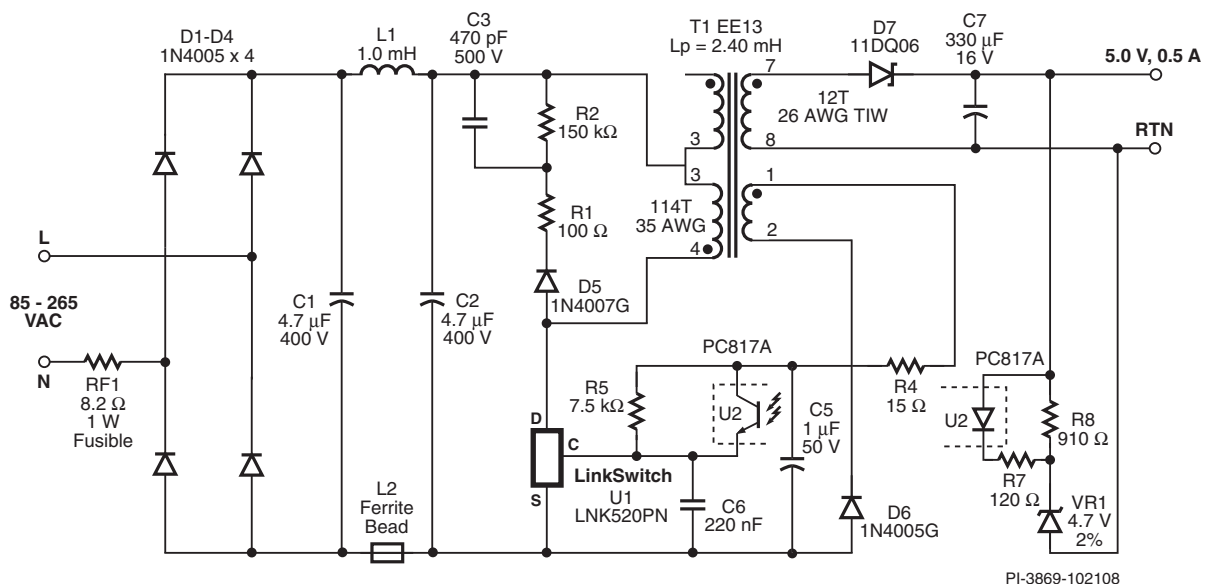 D1-D4
1N4005 x 4
L1
1.0 mH
C3
470 pF
500 V
T1 EE13
Lp = 2.40 mH
D7
11DQ06
C7
330 µF
16 V
5.0 V, 0.5 A
7
12T
26 AWG TIW
R2
150 kΩ
RTN
3
8
3
1
R1
100 Ω
114T
35 AWG
2
4
L
85 - 265
VAC
N
C1
4.7 µF
400 V
C2
4.7 µF
400 V
D5
1N4007G
RF1
8.2 Ω
1 W
Fusible
PC817A
PC817A
R5
7.5 kΩ
U2
C5
1 µF
50 V
R4
15 Ω
U2
R8
910 Ω
D
C
S
LinkSwitch
U1
LNK520PN
R7
120 Ω
L2
Ferrite
Bead
C6
220 nF
D6
1N4005G
VR1
4.7 V
2%
PI-3869-102108